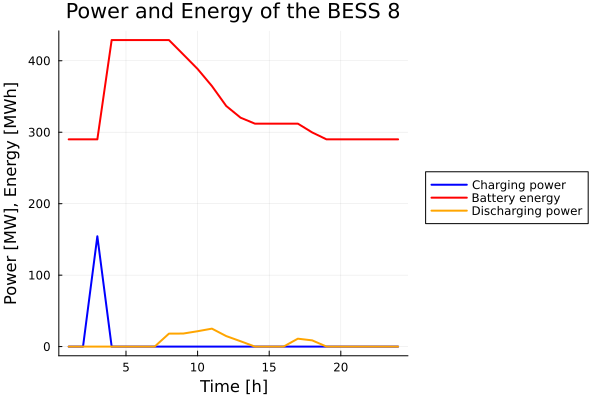 Power and Energy of the BESS 8
Power [MW], Energy [MWh]
400
300
200
100
0
5 10 15 20
Time [h]
Charging power
Battery energy
Discharging power